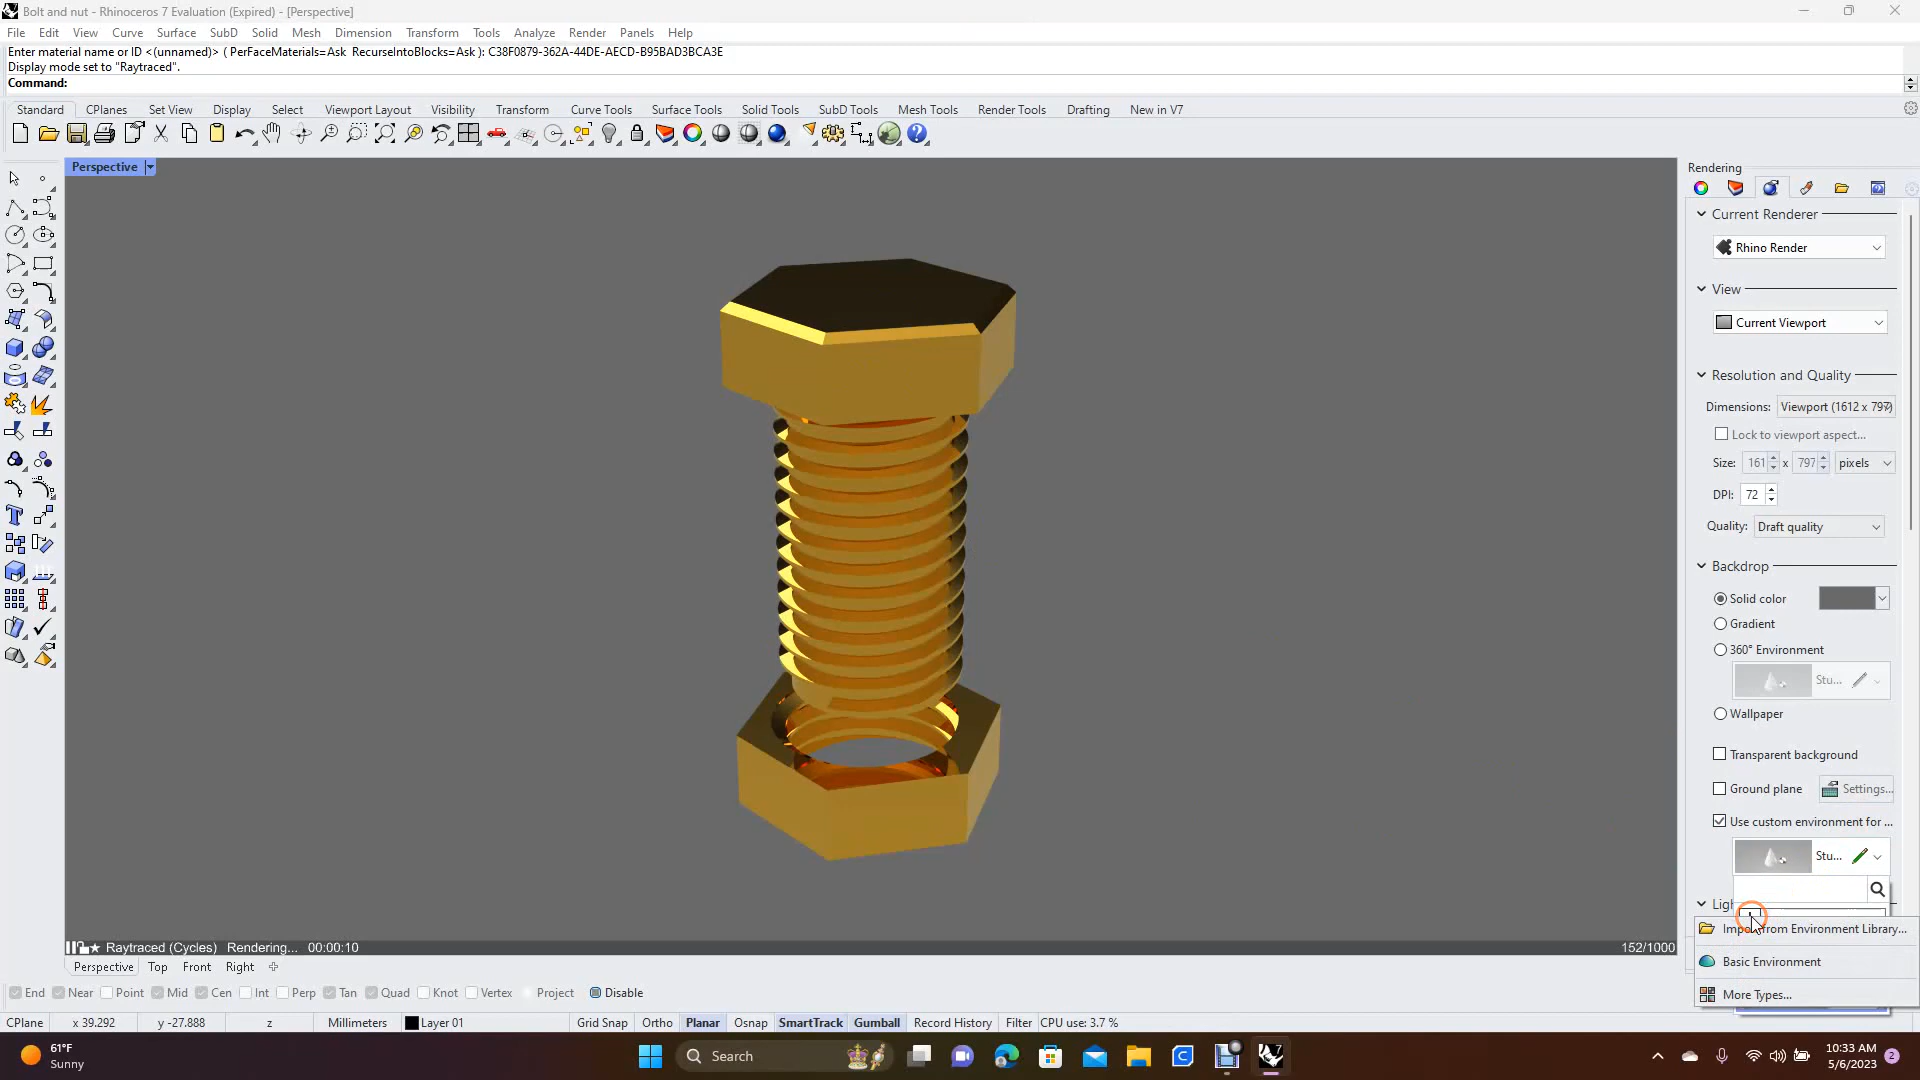 Bolt and nut - Rhinoceros 7 Evaluation (Expired) - [Perspective]
File Edit View Curve Surface SubD Solid Mesh Dimension Transform Tools Analyze Render Panels Help
Enter material name or ID <(unnamed)> ( PerFaceMaterials=Ask RecurseIntoBlocks=Ask ): C38F0879-362A-44DE-AECD-B95BAD3BCA3E
Display mode set to "Raytraced".
Command:
Standard CPlanes Set View Display Select Viewport Layout Visibility Transform Curve Tools Surface Tools Solid Tools SubD Tools Mesh Tools Render Tools Drafting New in V7
Perspective
Rendering
Current Renderer
Rhino Render
View
Current Viewport
Resolution and Quality
Dimensions: Viewport (1612 x 797)
Lock to viewport aspect...
Size: 161 x 797 pixels
DPI: 72
Quality: Draft quality
Backdrop
Solid color
Gradient
360° Environment
Stu...
Wallpaper
Transparent background
Ground plane Settings...
Use custom environment for ...
Stu...
from Environment Library...
Basic Environment
More Types...
Raytraced (Cycles) Rendering... 00:00:10 152/1000
Perspective Top Front Right
End Near Point Mid Cen Int Perp Tan Quad Knot Vertex Project Disable
CPlane x 39.292 y -27.888 z Millimeters Layer 01 Grid Snap Ortho Planar Osnap SmartTrack Gumball Record History Filter CPU use: 3.7 %
61°F
Sunny
Search
10:33 AM
5/6/2023
2